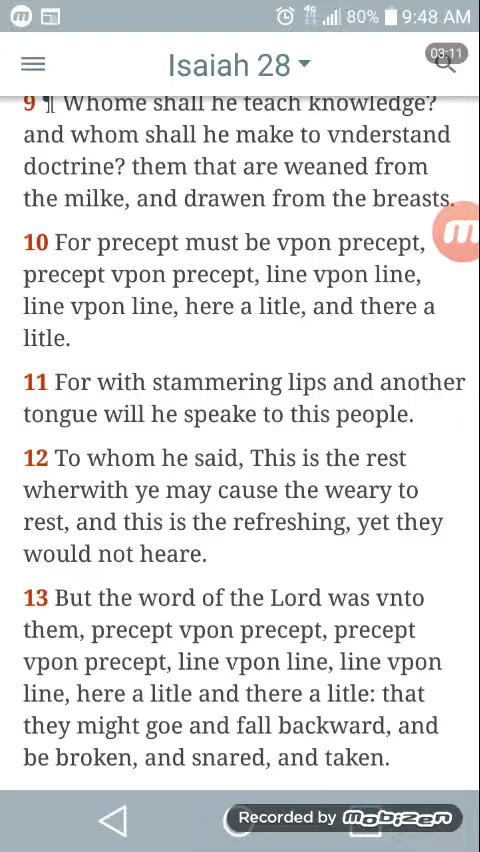 4G 80% 9:48 AM
Isaiah 28
03:11
9 ¶ Whome shall he teach knowledge?
and whom shall he make to vnderstand
doctrine? them that are weaned from
the milke, and drawen from the breasts.
10 For precept must be vpon precept,
precept vpon precept, line vpon line,
line vpon line, here a litle, and there a
litle.
11 For with stammering lips and another
tongue will he speake to this people.
12 To whom he said, This is the rest
wherwith ye may cause the weary to
rest, and this is the refreshing, yet they
would not heare.
13 But the word of the Lord was vnto
them, precept vpon precept, precept
vpon precept, line vpon line, line vpon
line, here a litle and there a litle: that
they might goe and fall backward, and
be broken, and snared, and taken.
Recorded by mobizen